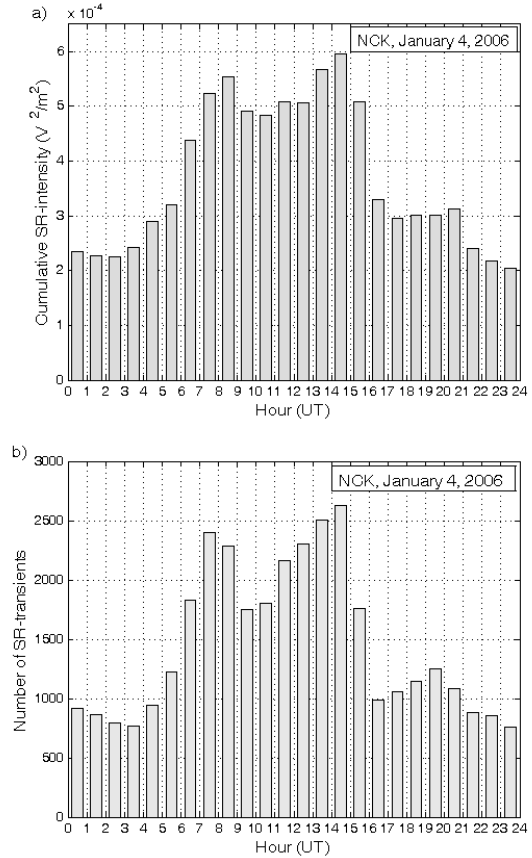 a)
× 10⁻⁴
NCK, January 4, 2006
6
5
4
3
2
1
0
Cumulative SR-intensity (V ²/m²)
0 1 2 3 4 5 6 7 8 9 10 11 12 13 14 15 16 17 18 19 20 21 22 23 24
Hour (UT)
b)
NCK, January 4, 2006
3000
2500
2000
1500
1000
500
0
Number of SR-transients
0 1 2 3 4 5 6 7 8 9 10 11 12 13 14 15 16 17 18 19 20 21 22 23 24
Hour (UT)